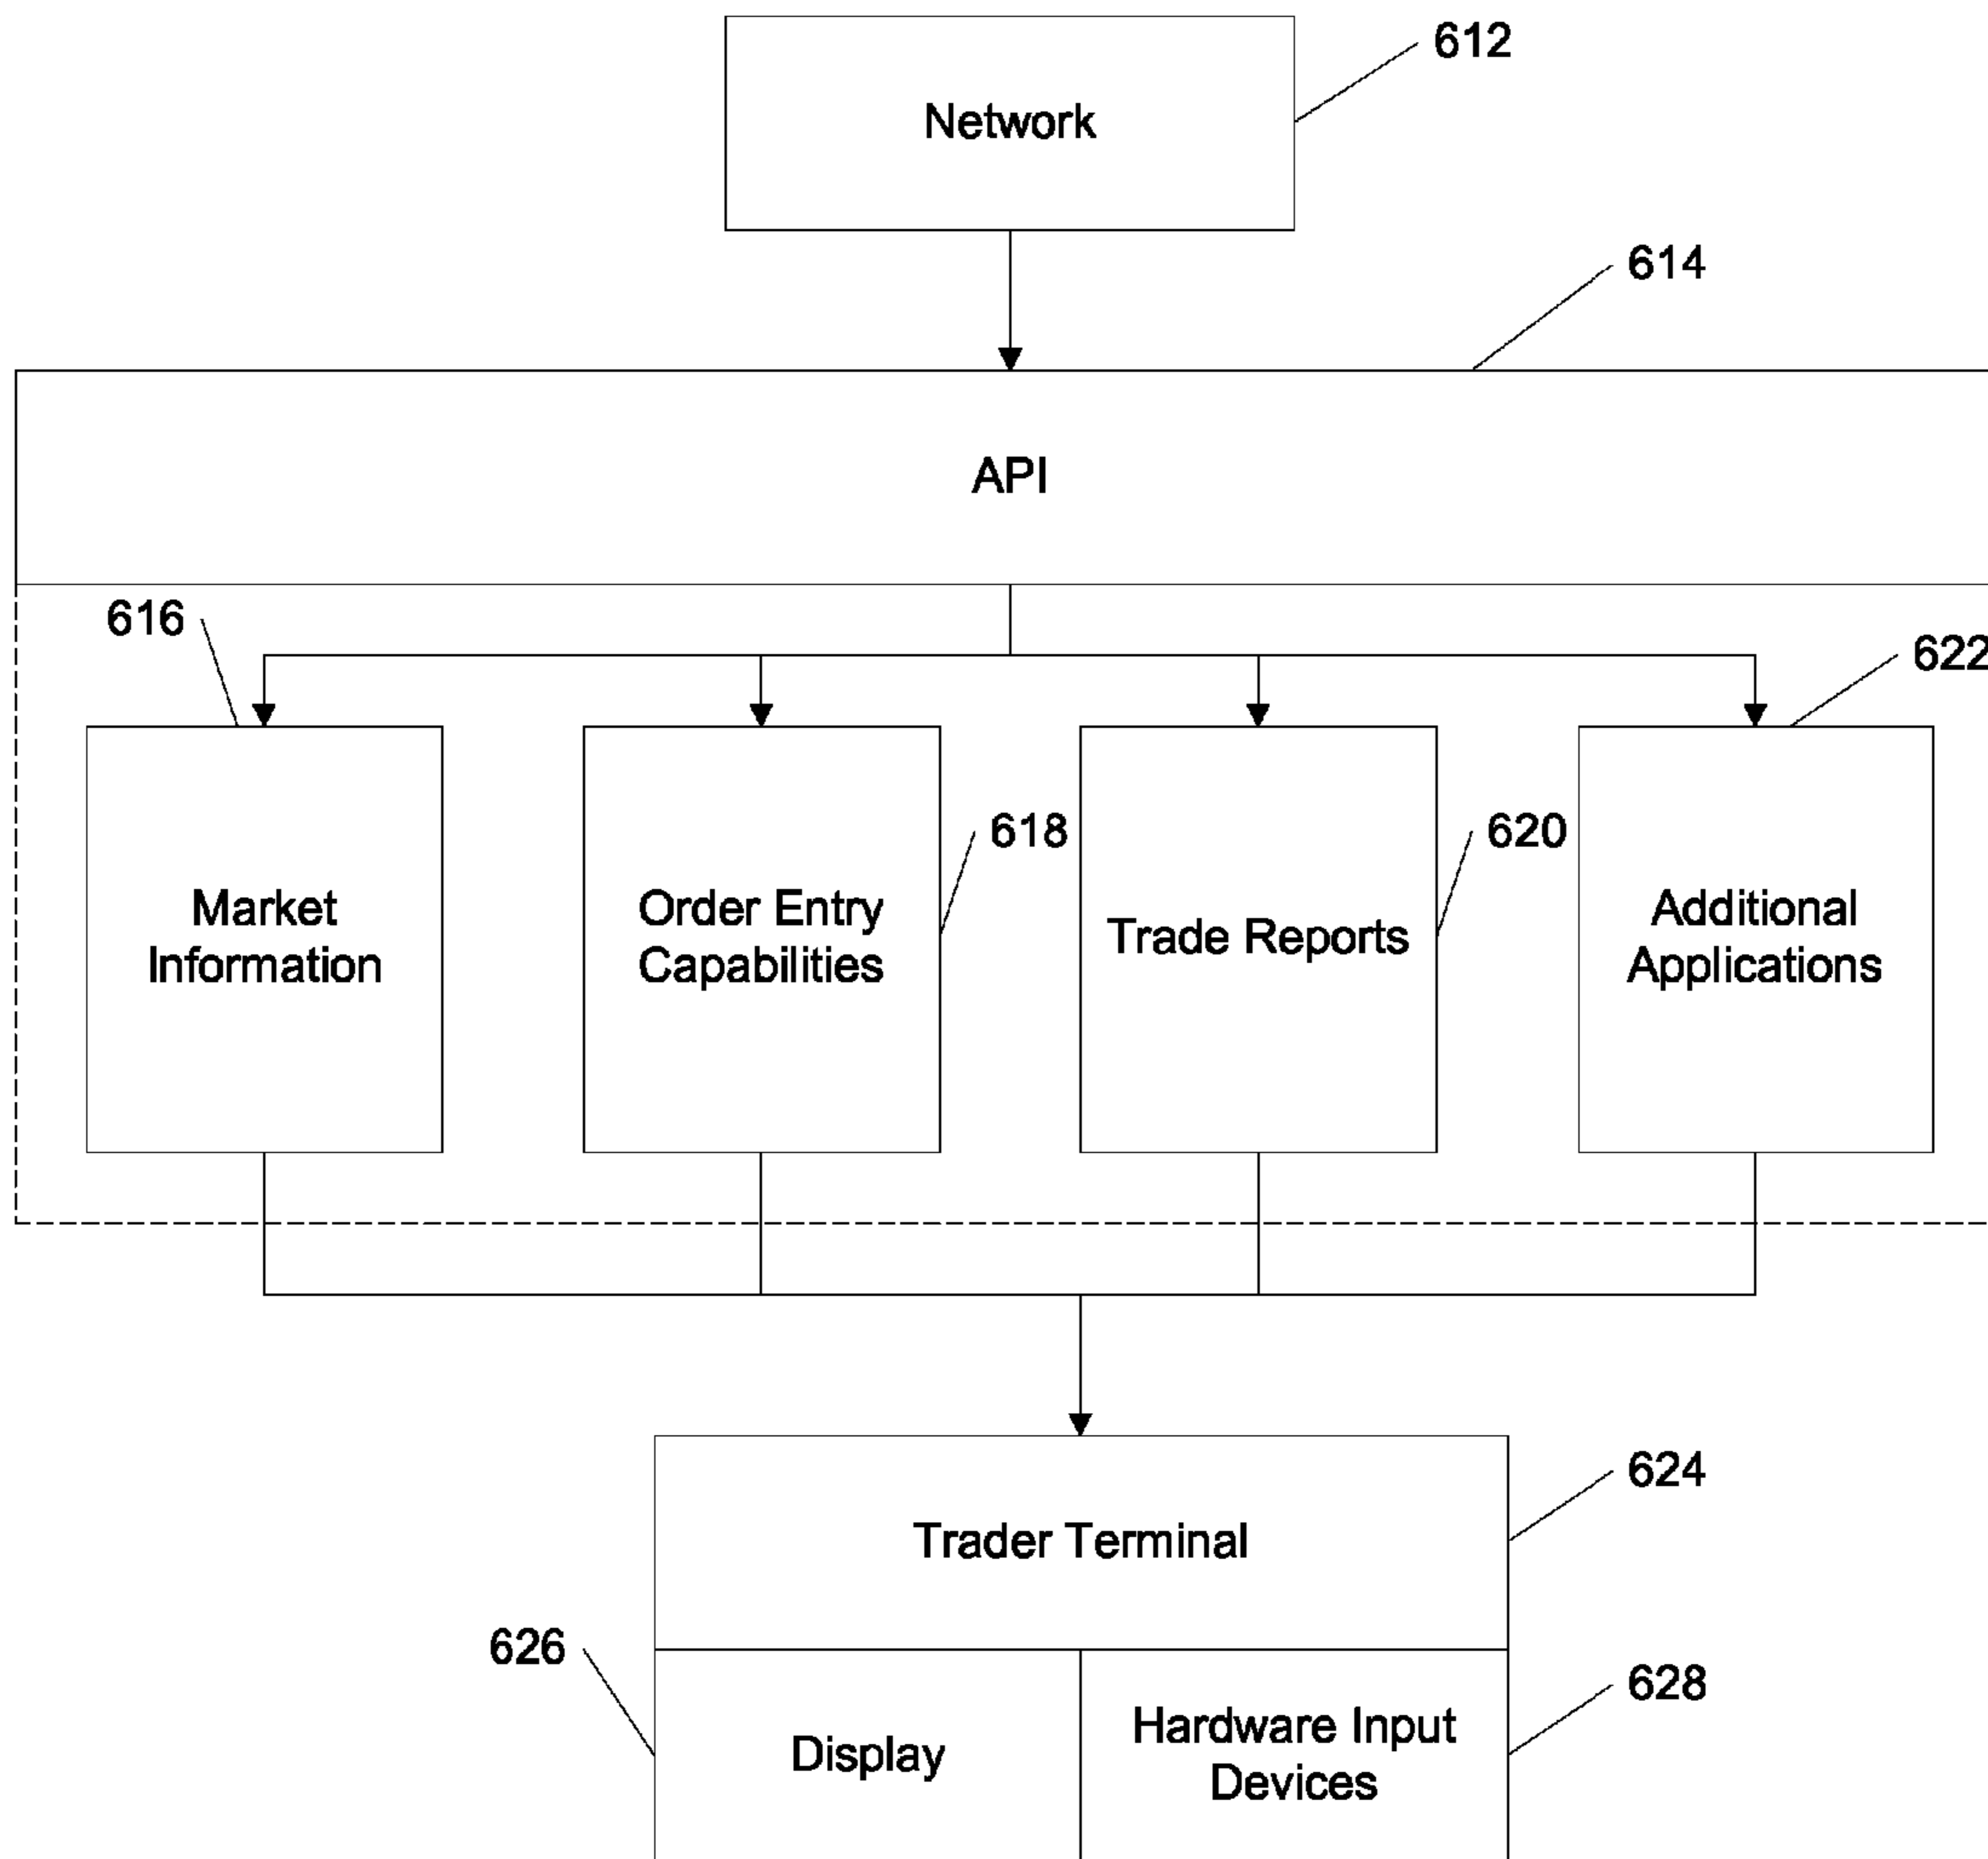 612
Network
614
API
616
622
618
620
Market
Information
Order Entry
Capabilities
Trade Reports
Additional
Applications
624
Trader Terminal
626
628
Display
Hardware Input
Devices